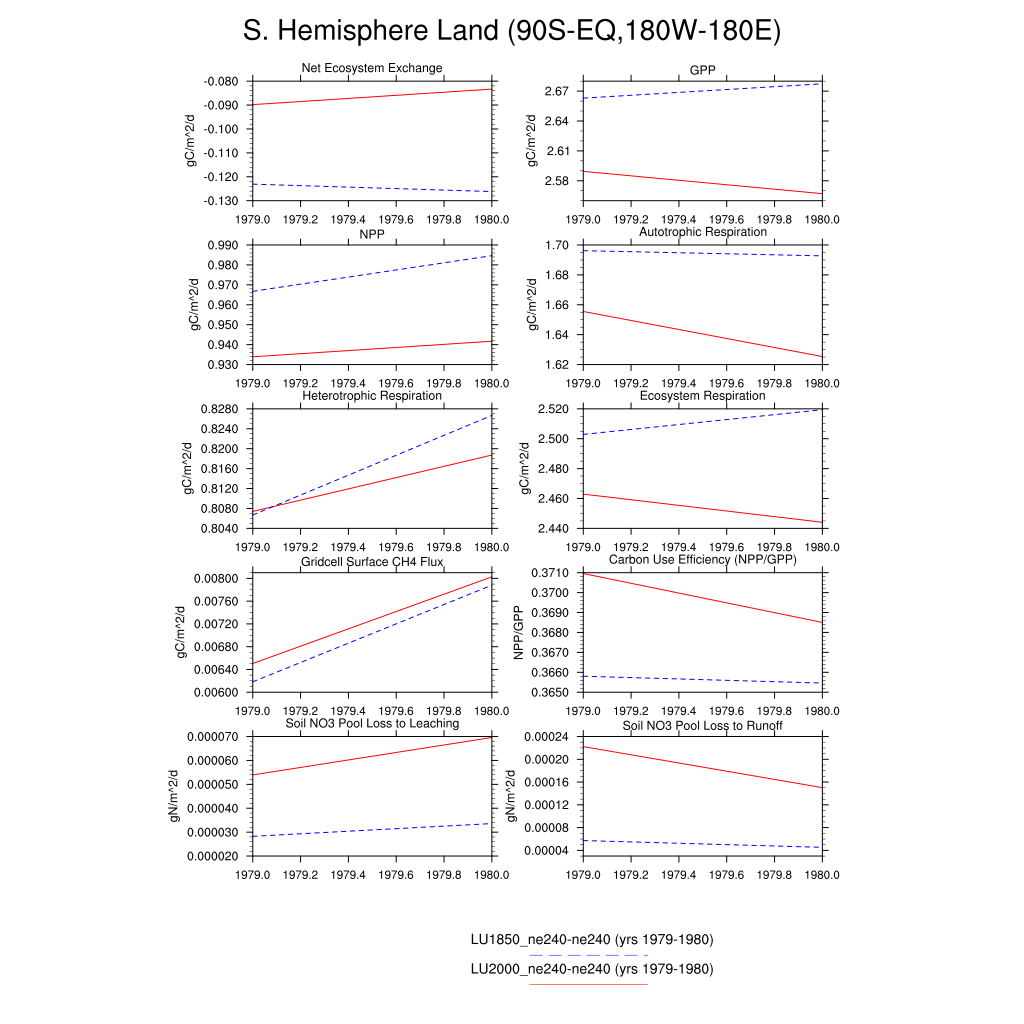 S. Hemisphere Land (90S-EQ,180W-180E)
Net Ecosystem Exchange
gC/m^2/d
-0.080
-0.090
-0.100
-0.110
-0.120
-0.130
1979.0 1979.2 1979.4 1979.6 1979.8 1980.0
GPP
gC/m^2/d
2.67
2.64
2.61
2.58
1979.0 1979.2 1979.4 1979.6 1979.8 1980.0
NPP
gC/m^2/d
0.990
0.980
0.970
0.960
0.950
0.940
0.930
1979.0 1979.2 1979.4 1979.6 1979.8 1980.0
Autotrophic Respiration
gC/m^2/d
1.70
1.68
1.66
1.64
1.62
1979.0 1979.2 1979.4 1979.6 1979.8 1980.0
Heterotrophic Respiration
gC/m^2/d
0.8280
0.8240
0.8200
0.8160
0.8120
0.8080
0.8040
1979.0 1979.2 1979.4 1979.6 1979.8 1980.0
Ecosystem Respiration
gC/m^2/d
2.520
2.500
2.480
2.460
2.440
1979.0 1979.2 1979.4 1979.6 1979.8 1980.0
Gridcell Surface CH4 Flux
gC/m^2/d
0.00800
0.00760
0.00720
0.00680
0.00640
0.00600
1979.0 1979.2 1979.4 1979.6 1979.8 1980.0
Carbon Use Efficiency (NPP/GPP)
NPP/GPP
0.3710
0.3700
0.3690
0.3680
0.3670
0.3660
0.3650
1979.0 1979.2 1979.4 1979.6 1979.8 1980.0
Soil NO3 Pool Loss to Leaching
gN/m^2/d
0.000070
0.000060
0.000050
0.000040
0.000030
0.000020
1979.0 1979.2 1979.4 1979.6 1979.8 1980.0
Soil NO3 Pool Loss to Runoff
gN/m^2/d
0.00024
0.00020
0.00016
0.00012
0.00008
0.00004
1979.0 1979.2 1979.4 1979.6 1979.8 1980.0
LU1850_ne240-ne240 (yrs 1979-1980)
LU2000_ne240-ne240 (yrs 1979-1980)